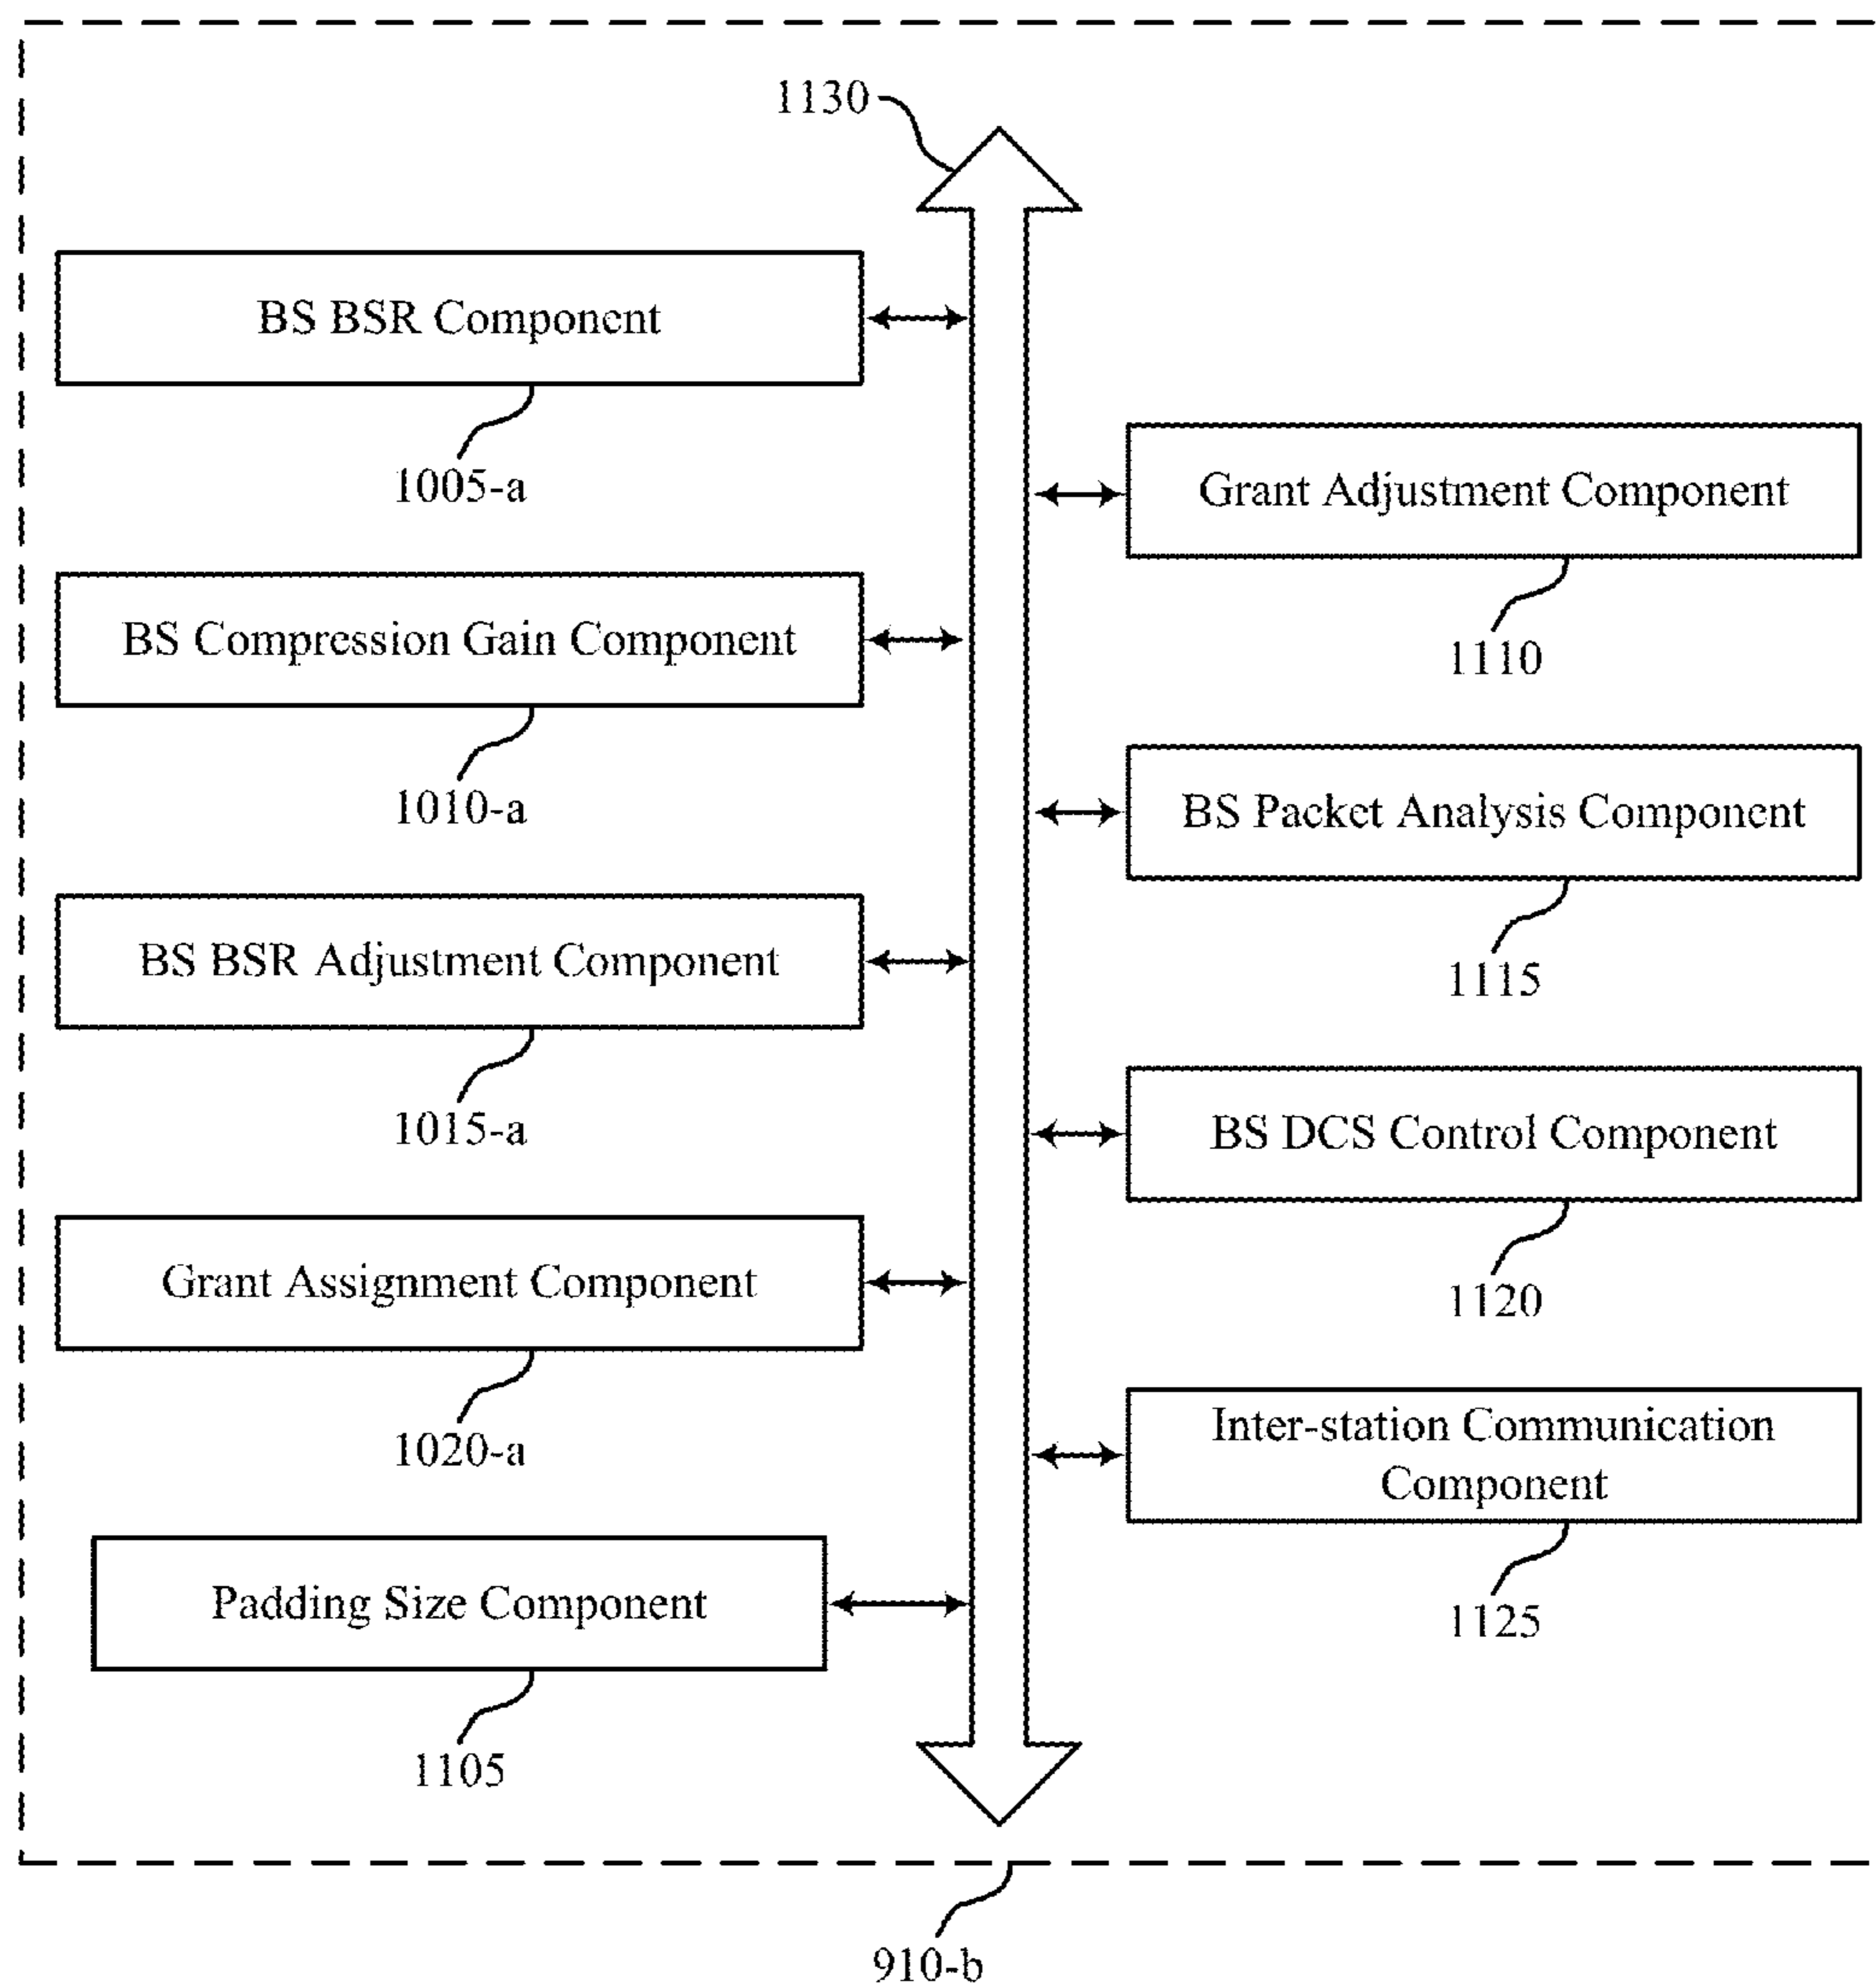 1130
BS BSR Component
1005-a
Grant Adjustment Component
1110
BS Compression Gain Component
1010-a
BS Packet Analysis Component
1115
BS BSR Adjustment Component
1015-a
BS DCS Control Component
1120
Grant Assignment Component
1020-a
Inter-station Communication
Component
1125
Padding Size Component
1105
910-b